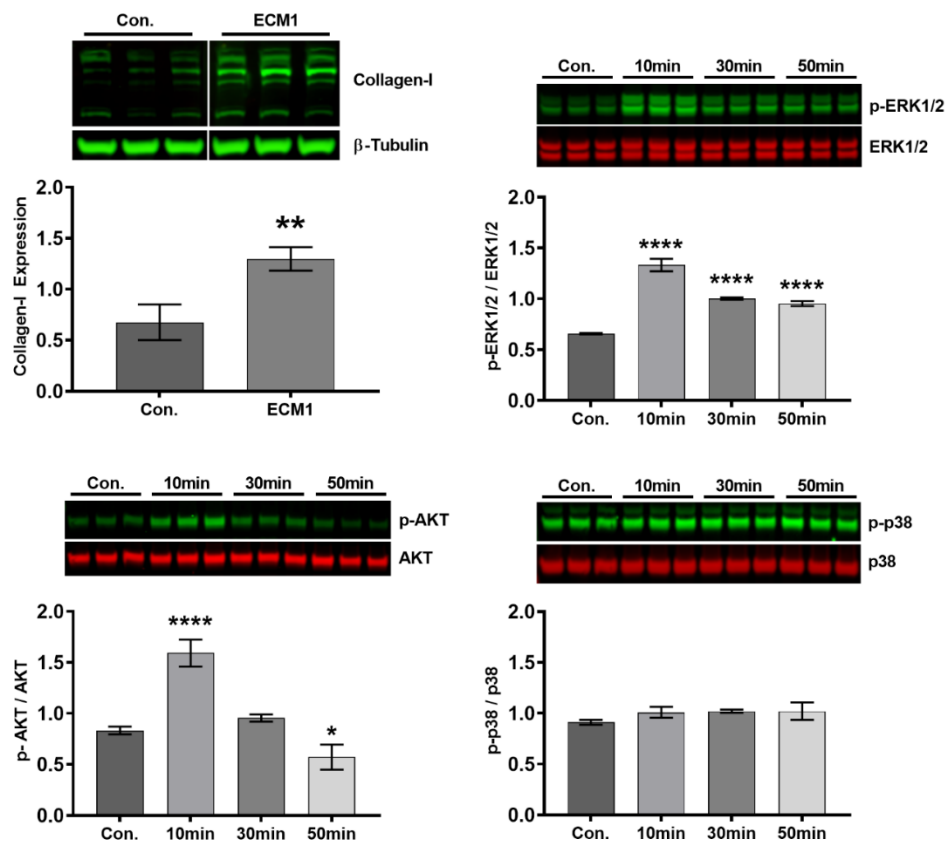 Con. ECM1
Collagen-I
β-Tubulin
Collagen-I Expression
2.0
1.5
1.0
0.5
0.0
**
Con. ECM1
Con. 10min 30min 50min
p-ERK1/2
ERK1/2
p-ERK1/2 / ERK1/2
2.0
1.5
1.0
0.5
0.0
**** **** ****
Con. 10min 30min 50min
Con. 10min 30min 50min
p-AKT
AKT
p- AKT / AKT
2.0
1.5
1.0
0.5
0.0
**** *
Con. 10min 30min 50min
Con. 10min 30min 50min
p-p38
p38
p-p38 / p38
2.0
1.5
1.0
0.5
0.0
Con. 10min 30min 50min